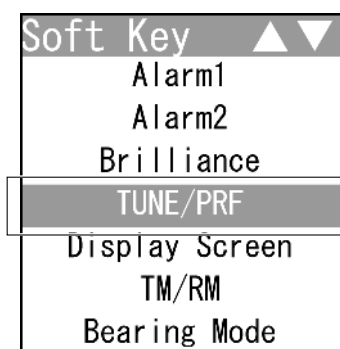 Soft Key ▲▼
Alarm1
Alarm2
Brilliance
TUNE/PRF
Display Screen
TM/RM
Bearing Mode